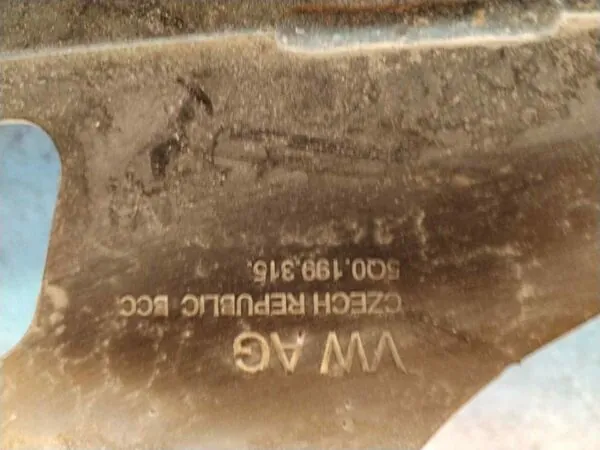 VW AG
CZECH REPUBLIC BCC
5Q0.199.315.